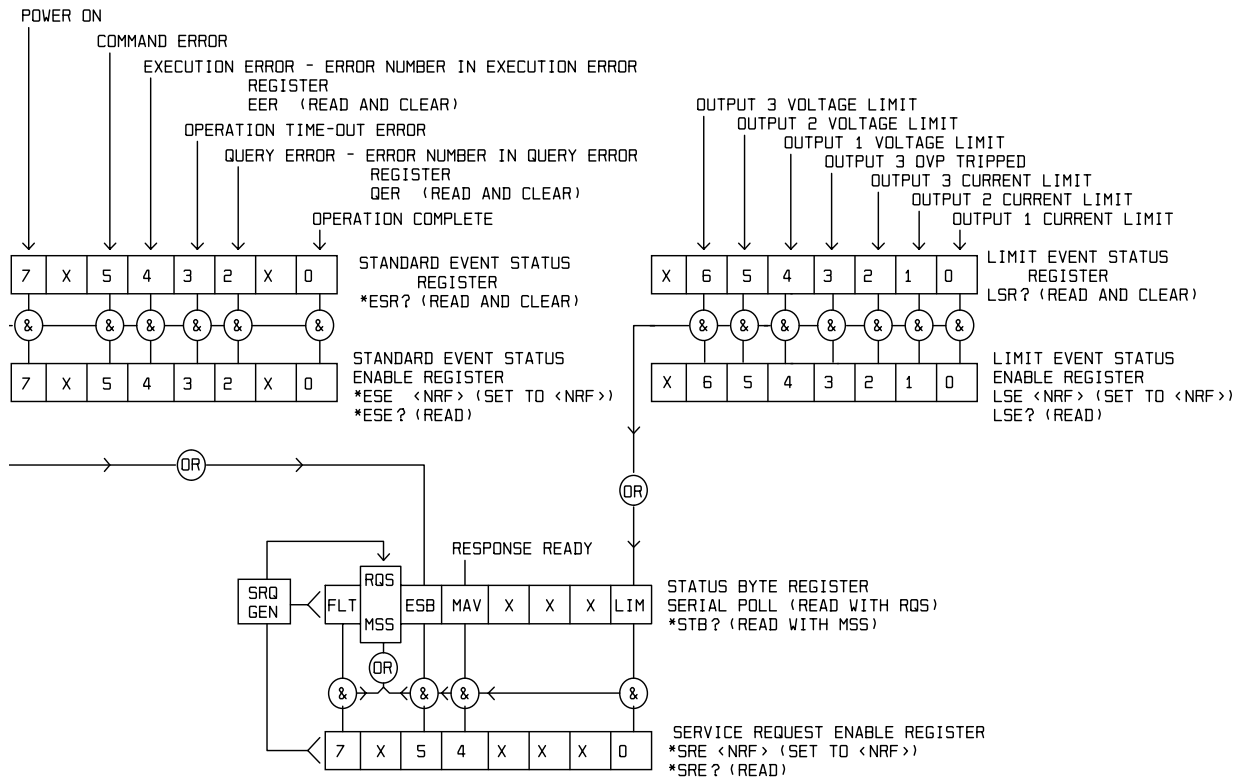 POWER ON
COMMAND ERROR
EXECUTION ERROR - ERROR NUMBER IN EXECUTION ERROR
REGISTER
EER (READ AND CLEAR)
OPERATION TIME-OUT ERROR
QUERY ERROR - ERROR NUMBER IN QUERY ERROR
REGISTER
QER (READ AND CLEAR)
OPERATION COMPLETE
7 X 5 4 3 2 X 0
STANDARD EVENT STATUS
REGISTER
*ESR? (READ AND CLEAR)
& & & & & &
7 X 5 4 3 2 X 0
STANDARD EVENT STATUS
ENABLE REGISTER
*ESE <NRF> (SET TO <NRF>)
*ESE? (READ)
OUTPUT 3 VOLTAGE LIMIT
OUTPUT 2 VOLTAGE LIMIT
OUTPUT 1 VOLTAGE LIMIT
OUTPUT 3 OVP TRIPPED
OUTPUT 3 CURRENT LIMIT
OUTPUT 2 CURRENT LIMIT
OUTPUT 1 CURRENT LIMIT
X 6 5 4 3 2 1 0
LIMIT EVENT STATUS
REGISTER
LSR? (READ AND CLEAR)
& & & & & & &
X 6 5 4 3 2 1 0
LIMIT EVENT STATUS
ENABLE REGISTER
LSE <NRF> (SET TO <NRF>)
LSE? (READ)
OR
OR
RESPONSE READY
SRQ
GEN
FLT RQS MSS ESB MAV X X X LIM
STATUS BYTE REGISTER
SERIAL POLL (READ WITH RQS)
*STB? (READ WITH MSS)
OR
& & & &
7 X 5 4 X X X 0
SERVICE REQUEST ENABLE REGISTER
*SRE <NRF> (SET TO <NRF>)
*SRE? (READ)